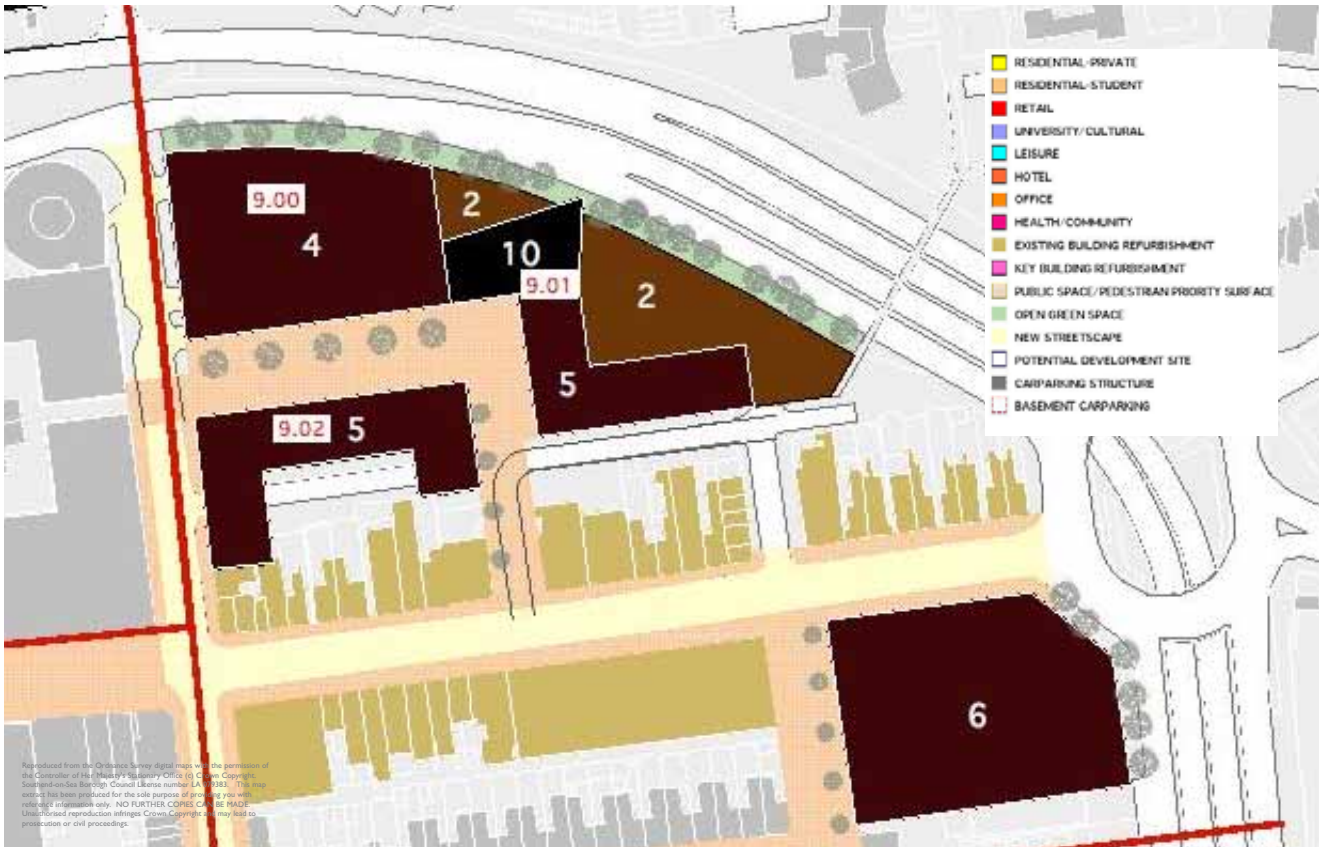 RESIDENTIAL-PRIVATE
RESIDENTIAL-STUDENT
RETAIL
UNIVERSITY/CULTURAL
LEISURE
HOTEL
OFFICE
HEALTH/COMMUNITY
EXISTING BUILDING REFURBISHMENT
KEY BUILDING REFURBISHMENT
PUBLIC SPACE/PEDESTRIAN PRIORITY SURFACE
OPEN GREEN SPACE
NEW STREETSCAPE
POTENTIAL DEVELOPMENT SITE
CARPARKING STRUCTURE
BASEMENT CARPARKING
9.00
4
2
10
9.01
2
5
9.02 5
6
Reproduced from the Ordnance Survey digital maps with the permission of
the Controller of Her Majesty's Stationary Office (c) Crown Copyright.
Southend-on-Sea Borough Council License number This map
extract has been produced for the sole purpose of providing you with
reference information only. NO FURTHER COPIES CAN BE MADE.
Unauthorised reproduction infringes Crown Copyright and may lead to
prosecution or civil proceedings.